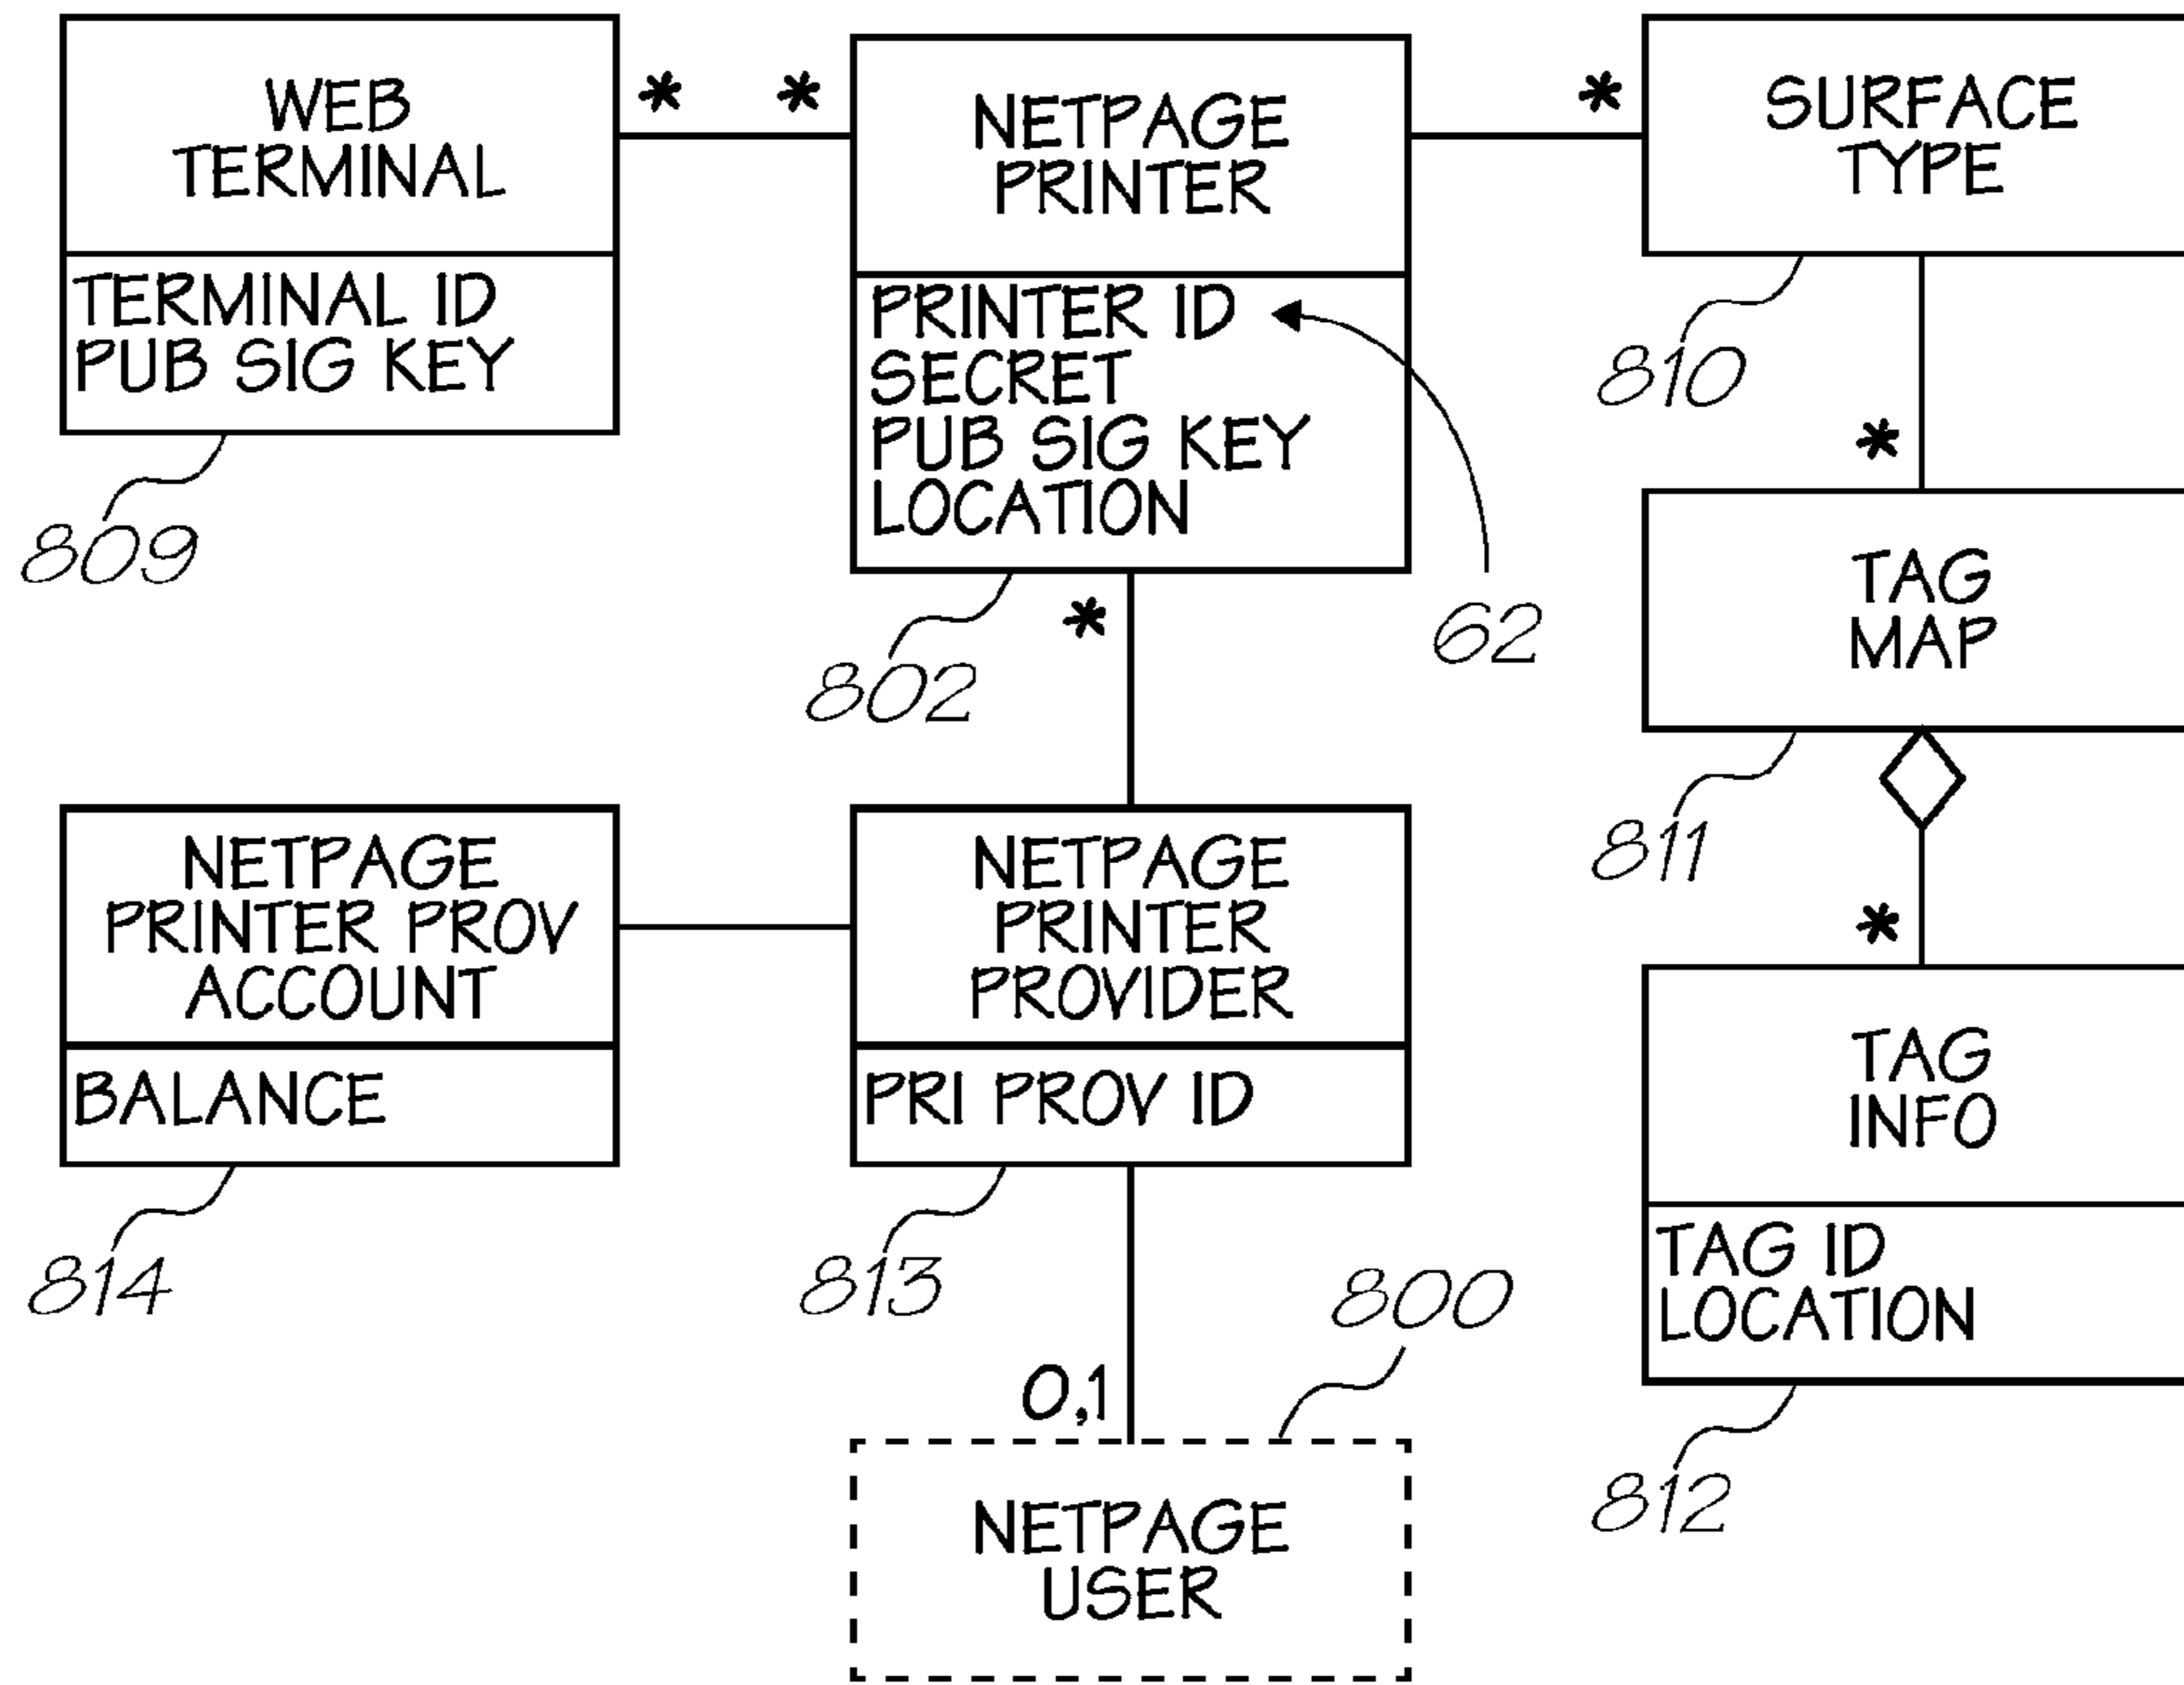 WEB
TERMINAL
TERMINAL ID
PUB SIG KEY
809
*
*
NETPAGE
PRINTER
PRINTER ID
SECRET
PUB SIG KEY
LOCATION
62
802
*
*
SURFACE
TYPE
810
*
TAG
MAP
811
*
TAG
INFO
TAG ID
LOCATION
812
NETPAGE
PRINTER PROV
ACCOUNT
BALANCE
814
NETPAGE
PRINTER
PROVIDER
PRI PROV ID
813
800
0,1
NETPAGE
USER